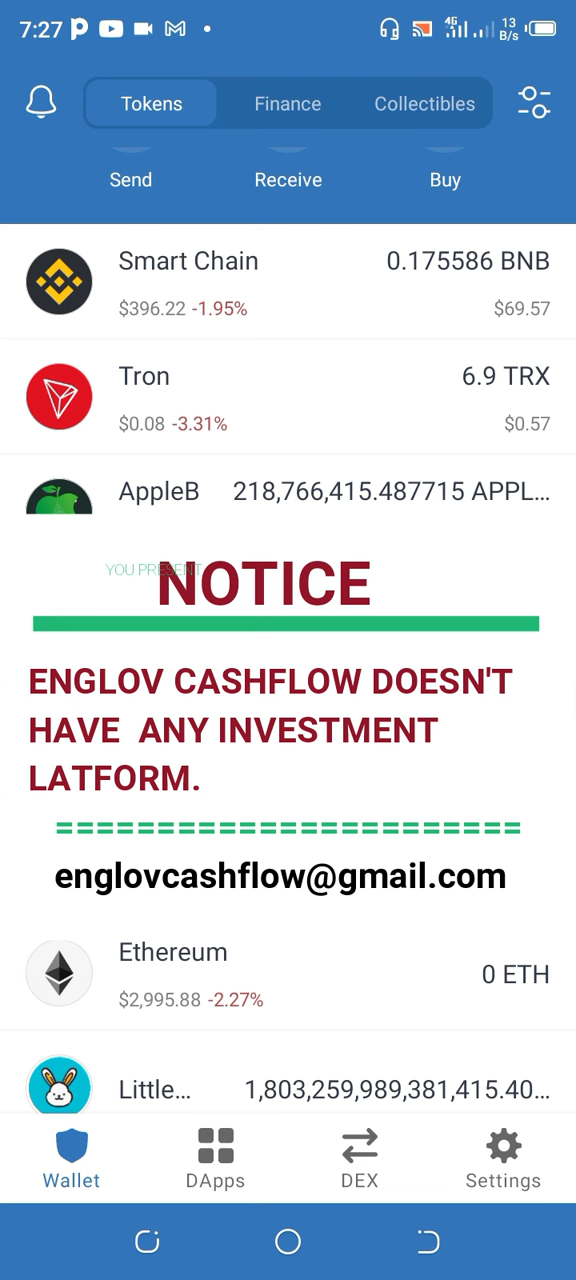 7:27 4G 13 B/s
Tokens Finance Collectibles
Send Receive Buy
Smart Chain 0.175586 BNB
$396.22 -1.95% $69.57
Tron 6.9 TRX
$0.08 -3.31% $0.57
AppleB 218,766,415.487715 APPL...
YOU PRESENT
NOTICE
ENGLOV CASHFLOW DOESN'T
HAVE ANY INVESTMENT
LATFORM.
=======================
englovcashflow@gmail.com
Ethereum 0 ETH
$2,995.88 -2.27%
Little... 1,803,259,989,381,415.40...
Wallet DApps DEX Settings